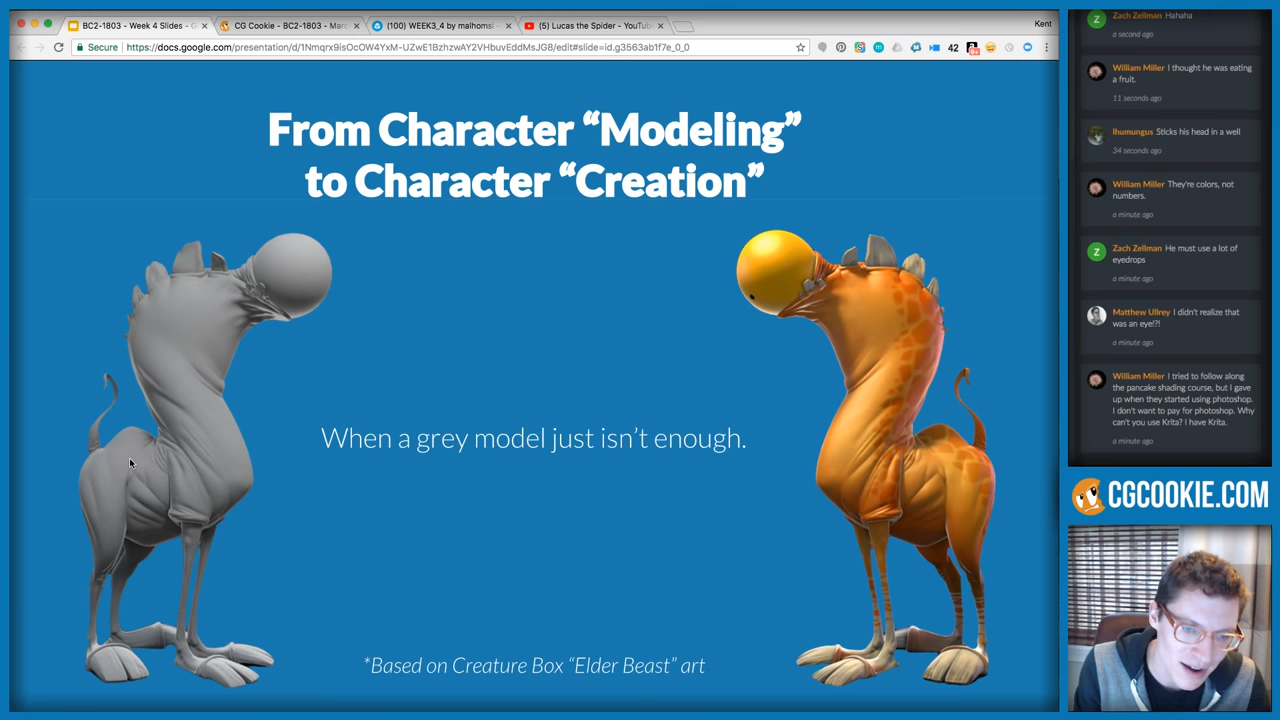 BC2-1803 - Week 4 Slides - G
CG Cookie - BC2-1803 - Marc
(100) WEEK3_4 by malhomsi -
(5) Lucas the Spider - YouTub
Kent
Secure
https://docs.google.com/presentation/d/1Nmqrx9isOcOW4YxM-UZwE1BzhzwAY2VHbuvEddMsJG8/edit#slide=id.g3563ab1f7e_0_0
42
From Character “Modeling”
to Character “Creation”
When a grey model just isn’t enough.
*Based on Creature Box “Elder Beast” art
Z
Zach Zellman Hahaha
a second ago
William Miller I thought he was eating
a fruit.
11 seconds ago
lhumungus Sticks his head in a well
34 seconds ago
William Miller They're colors, not
numbers.
a minute ago
Z
Zach Zellman He must use a lot of
eyedrops
a minute ago
Matthew Ullrey I didn't realize that
was an eye!?!
a minute ago
William Miller I tried to follow along
the pancake shading course, but I gave
up when they started using photoshop.
I don't want to pay for photoshop. Why
can't you use Krita? I have Krita.
a minute ago
CGCOOKIE.COM